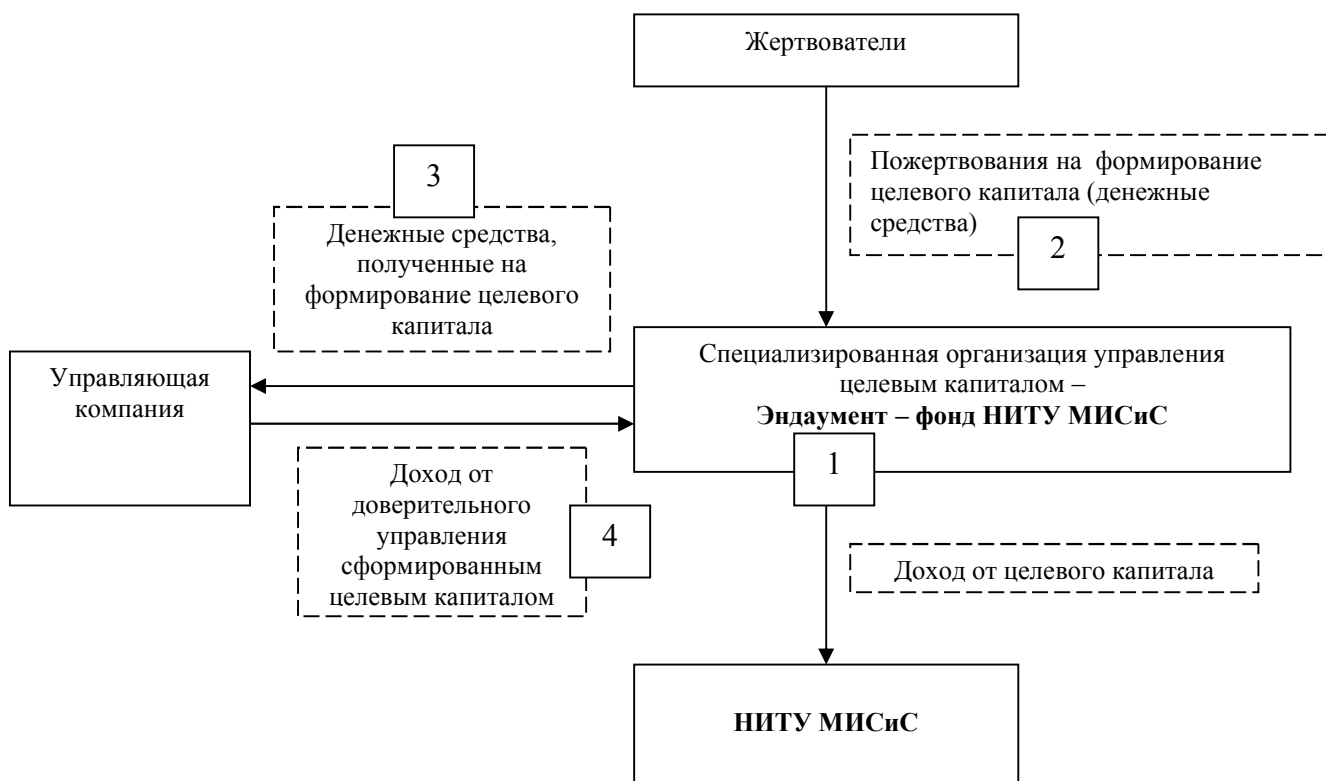 Жертвователи
Пожертвования на формирование
целевого капитала (денежные
средства)
2
3
Денежные средства,
полученные на
формирование целевого
капитала
Специализированная организация управления
целевым капиталом –
Эндаумент – фонд НИТУ МИСиС
1
Управляющая
компания
Доход от
доверительного
управления
сформированным
целевым капиталом
4
Доход от целевого капитала
НИТУ МИСиС